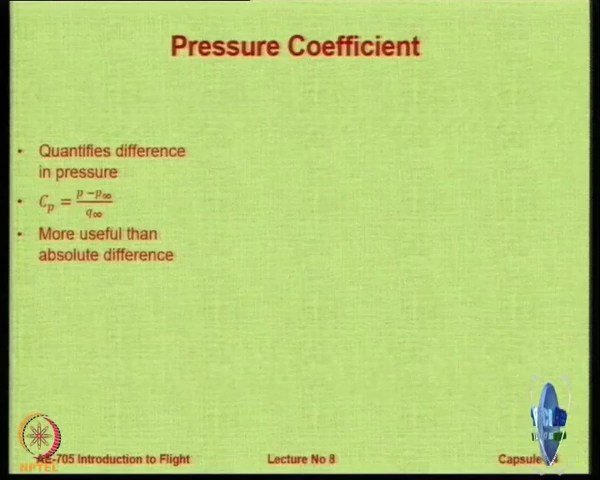 Pressure Coefficient
• Quantifies difference
in pressure
• Cₚ = (p − p∞) / q∞
• More useful than
absolute difference
NPTEL
AE-705 Introduction to Flight
Lecture No 8
Capsule